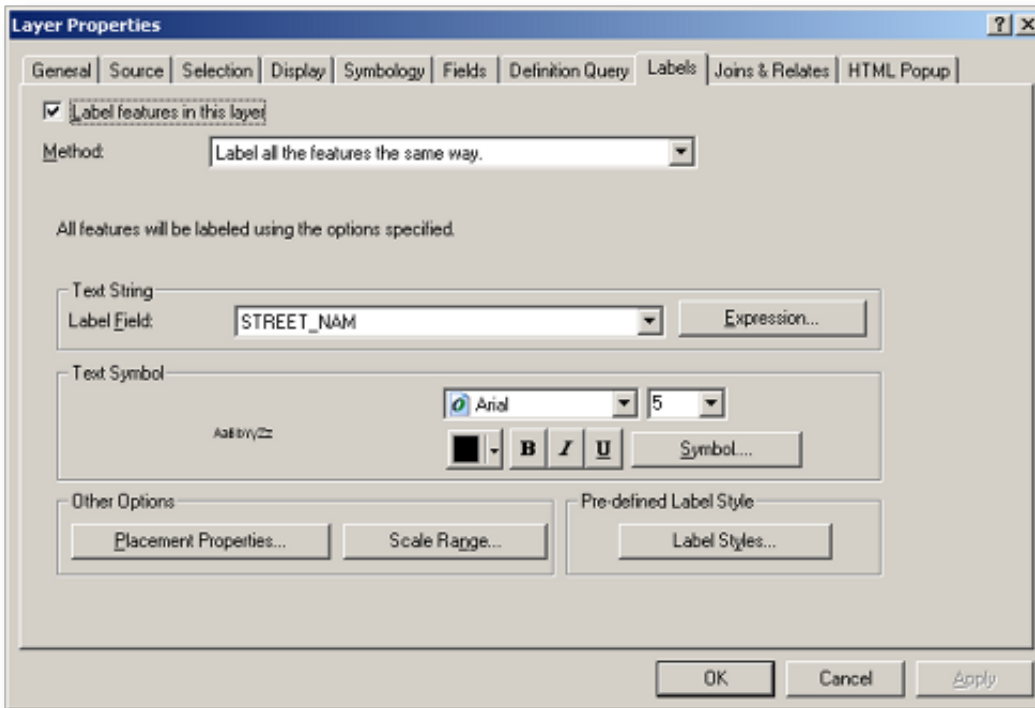 Layer Properties
General Source Selection Display Symbology Fields Definition Query Labels Joins & Relates HTML Popup
Label features in this layer
Method: Label all the features the same way.
All features will be labeled using the options specified.
Text String
Label Field: STREET_NAM Expression...
Text Symbol
Arial 5
AaBbYyZz
B I U Symbol...
Other Options Pre-defined Label Style
Placement Properties... Scale Range... Label Styles...
OK Cancel Apply